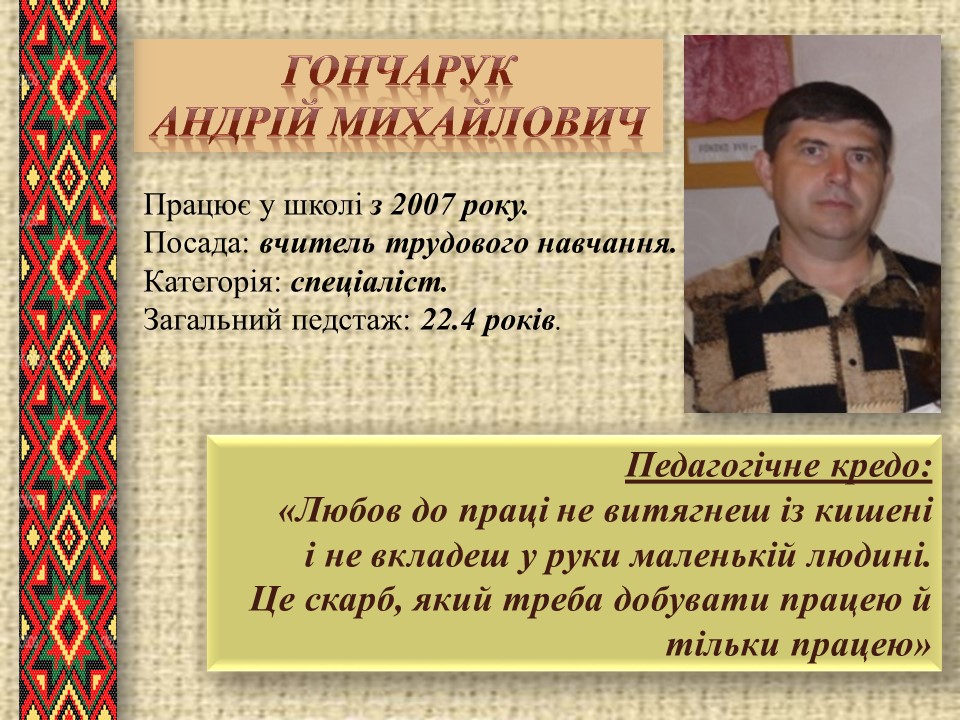 ГОНЧАРУК
АНДРІЙ МИХАЙЛОВИЧ
Працює у школі з 2007 року.
Посада: вчитель трудового навчання.
Категорія: спеціаліст.
Загальний педстаж: 22.4 років.
Педагогічне кредо:
«Любов до праці не витягнеш із кишені
і не вкладеш у руки маленькій людині.
Це скарб, який треба добувати працею й
тільки працею»